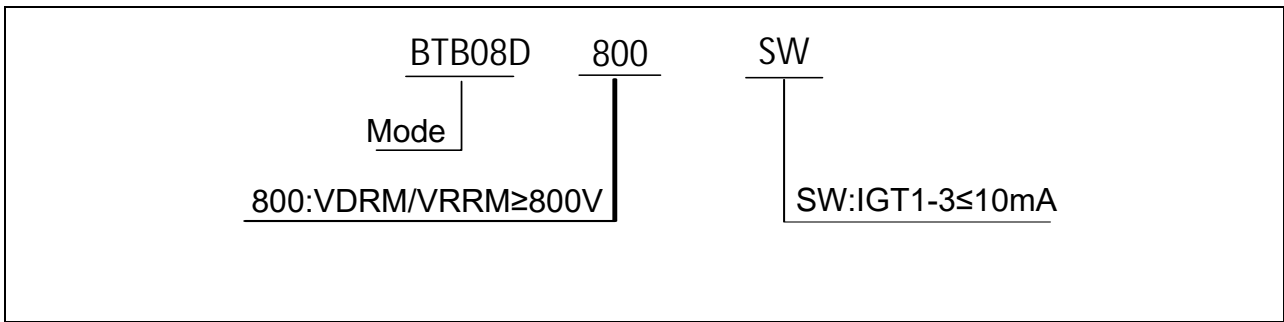 BTB08D 800 SW
Mode
800:VDRM/VRRM≥800V SW:IGT1-3≤10mA